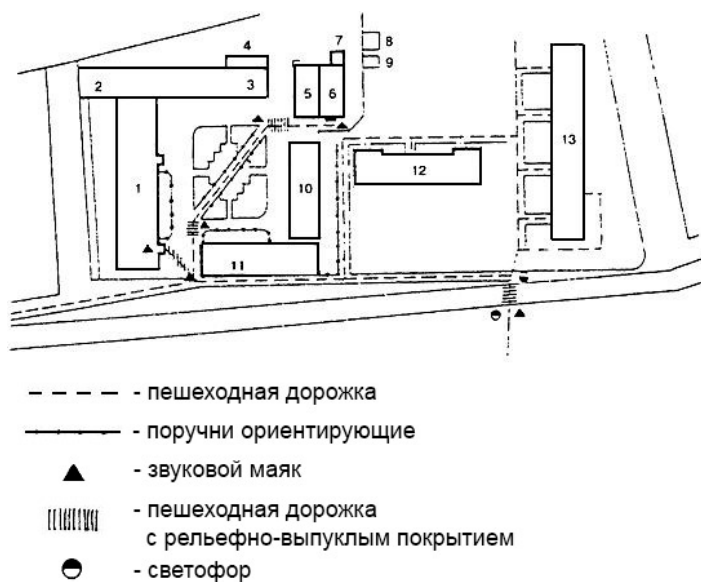 7
8
4
9
2
3
5
6
13
1
10
12
11
- пешеходная дорожка
- поручни ориентирующие
- звуковой маяк
- пешеходная дорожка
с рельефно-выпуклым покрытием
- светофор